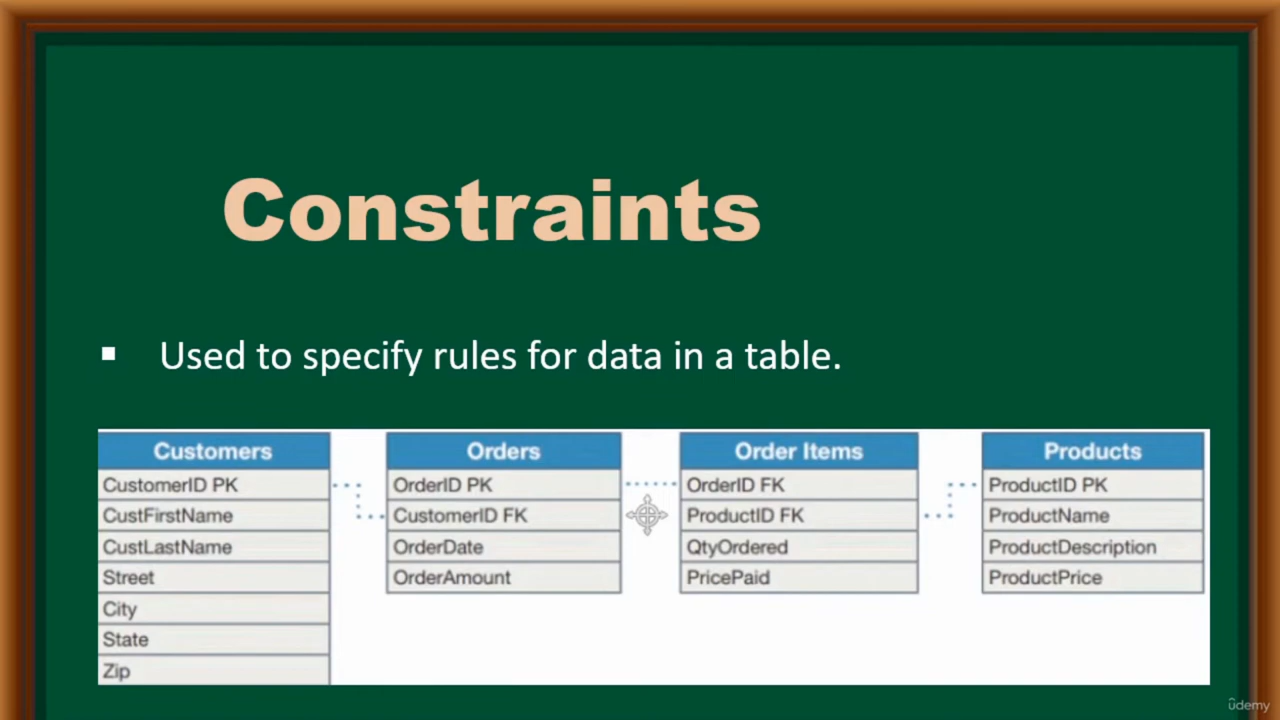 Constraints
▪ Used to specify rules for data in a table.
Customers
CustomerID PK
CustFirstName
CustLastName
Street
City
State
Zip
Orders
OrderID PK
CustomerID FK
OrderDate
OrderAmount
Order Items
OrderID FK
ProductID FK
QtyOrdered
PricePaid
Products
ProductID PK
ProductName
ProductDescription
ProductPrice
ûdemy